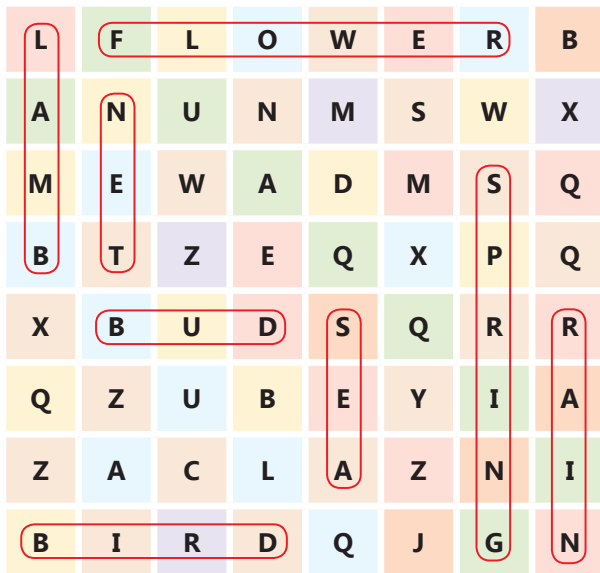 L F L O W E R B
A N U N M S W X
M E W A D M S Q
B T Z E Q X P Q
X B U D S Q R R
Q Z U B E Y I A
Z A C L A Z N I
B I R D Q J G N